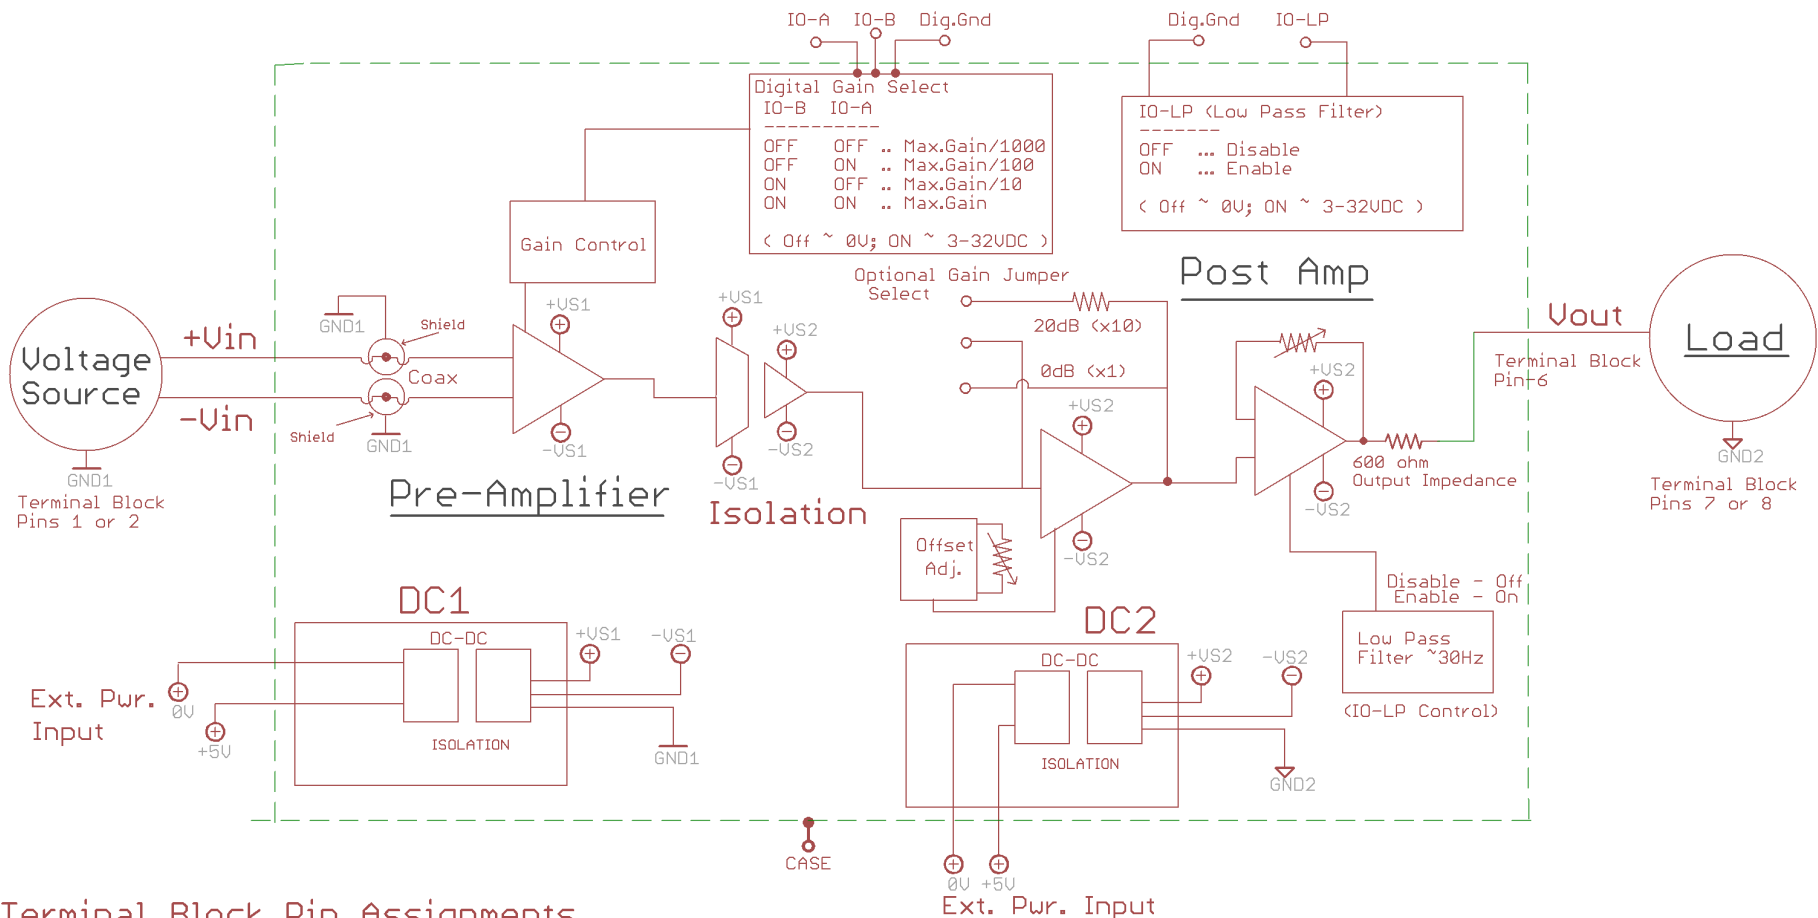 IO-A IO-B Dig.Gnd
Dig.Gnd IO-LP
Digital Gain Select
IO-B IO-A
----------
OFF OFF .. Max.Gain/1000
OFF ON .. Max.Gain/100
ON OFF .. Max.Gain/10
ON ON .. Max.Gain
( Off ~ 0V; ON ~ 3-32VDC )
IO-LP (Low Pass Filter)
-------
OFF ... Disable
ON ... Enable
( Off ~ 0V; ON ~ 3-32VDC )
Gain Control
Optional Gain Jumper
Select
20dB (x10)
0dB (x1)
Post Amp
Voltage
Source
+Vin
-Vin
GND1
Terminal Block
Pins 1 or 2
GND1
Shield
Coax
Shield
GND1
+VS1
-VS1
Pre-Amplifier
+VS1
-VS1
+VS2
-VS2
Isolation
+VS2
-VS2
Offset
Adj.
+VS2
-VS2
600 ohm
Output Impedance
Vout
Terminal Block
Pin-6
Load
GND2
Terminal Block
Pins 7 or 8
Disable - Off
Enable - On
Low Pass
Filter ~30Hz
(IO-LP Control)
DC1
DC-DC
ISOLATION
+VS1
-VS1
GND1
Ext. Pwr.
Input
0V
+5V
DC2
DC-DC
ISOLATION
+VS2
-VS2
GND2
CASE
0V +5V
Ext. Pwr. Input
Terminal Block Pin Assignments